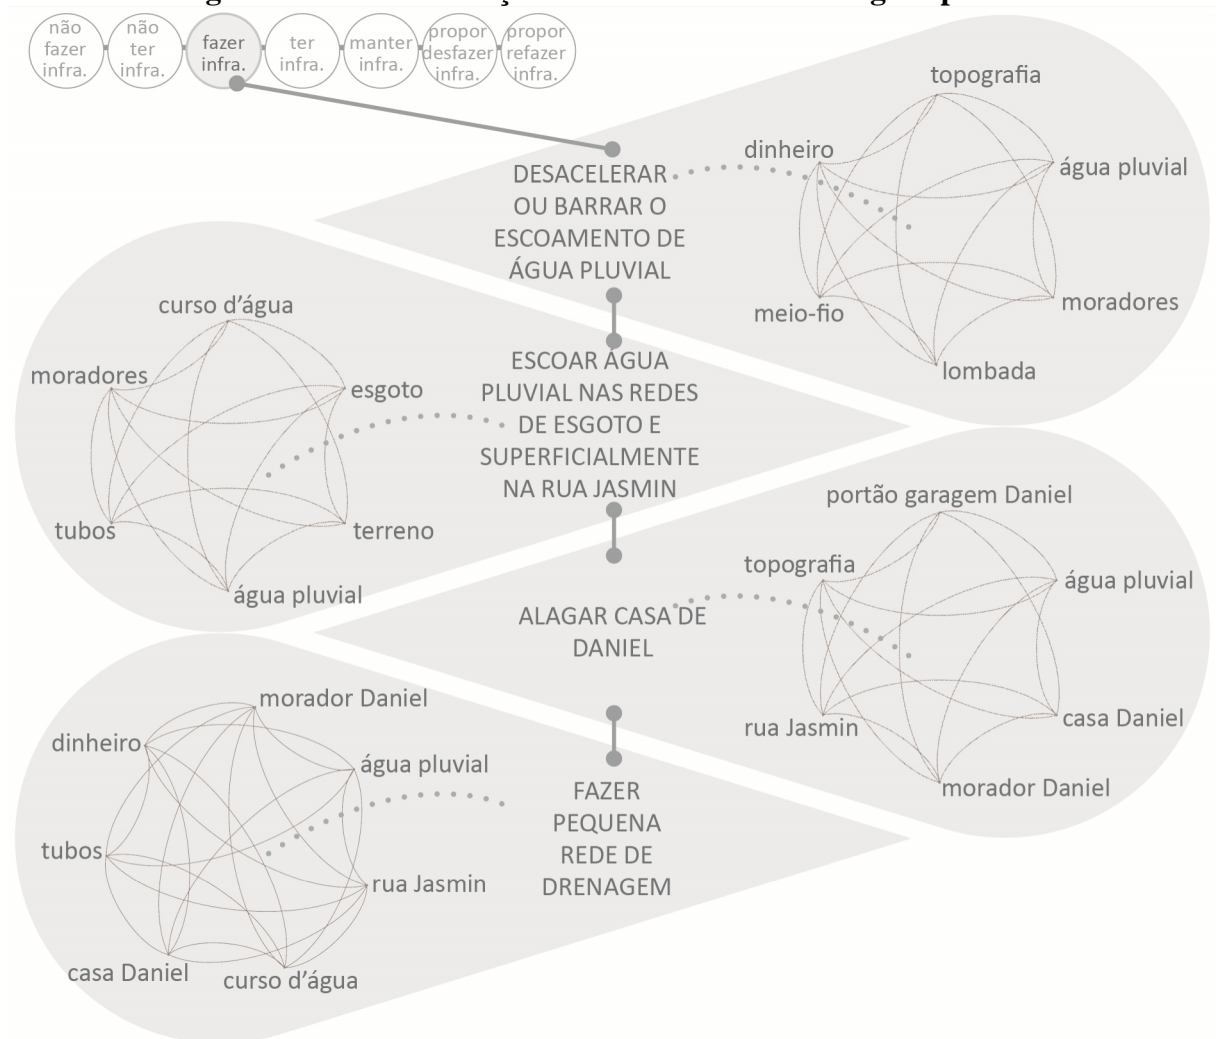 não
fazer
infra.
não
ter
infra.
fazer
infra.
ter
infra.
manter
infra.
propor
desfazer
infra.
propor
refazer
infra.
DESACELERAR
OU BARRAR O
ESCOAMENTO DE
ÁGUA PLUVIAL
topografia
dinheiro
água pluvial
meio-fio
moradores
lombada
ESCOAR ÁGUA
PLUVIAL NAS REDES
DE ESGOTO E
SUPERFICIALMENTE
NA RUA JASMIN
curso d’água
moradores
esgoto
tubos
terreno
água pluvial
ALAGAR CASA DE
DANIEL
portão garagem Daniel
topografia
água pluvial
rua Jasmin
casa Daniel
morador Daniel
FAZER
PEQUENA
REDE DE
DRENAGEM
morador Daniel
dinheiro
água pluvial
tubos
rua Jasmin
casa Daniel
curso d’água